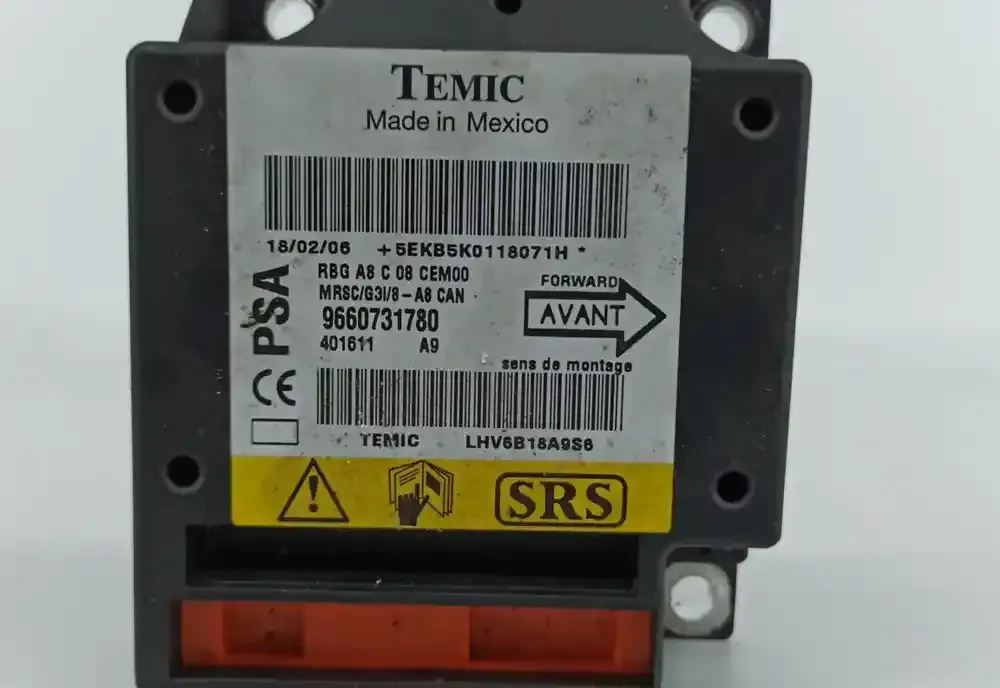 TEMIC
Made in Mexico
18/02/06 +5EKB5K0118071H *
RBG A8 C 08 CEM00
MRSC/G3I/8-A8 CAN
9660731780
401611 A9
PSA
CE
FORWARD
AVANT
sens de montage
TEMIC LHV6B18A9S6
SRS